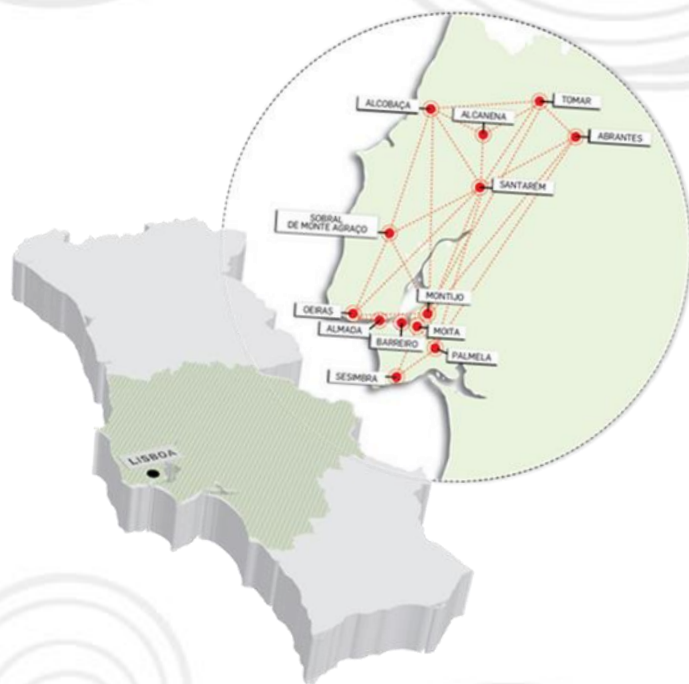 ALCOBAÇA
TOMAR
ALCANENA
ABRANTES
SANTARÉM
SOBRAL
DE MONTE AGRAÇO
OEIRAS
MONTIJO
ALMADA
MOITA
BARREIRO
PALMELA
SESIMBRA
LISBOA